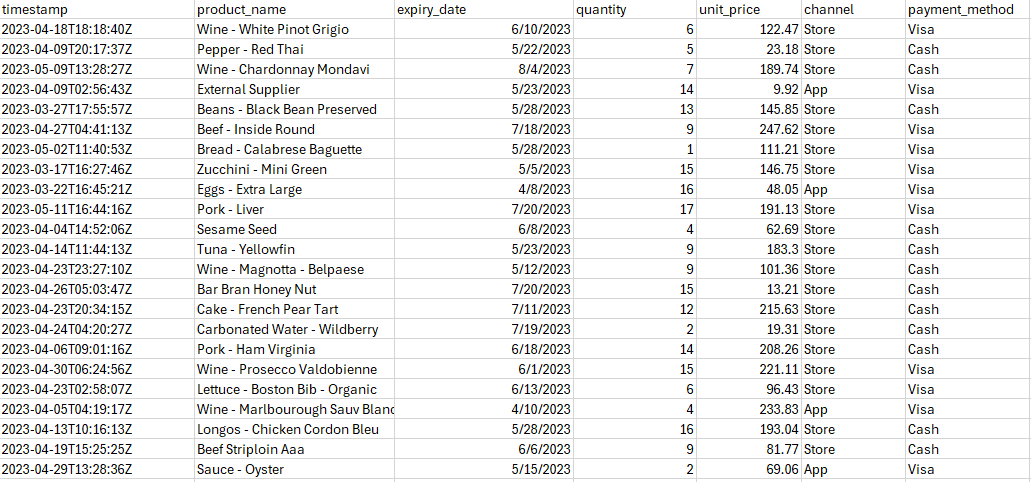 timestamp product_name expiry_date quantity unit_price channel payment_method
2023-04-18T18:18:40Z Wine - White Pinot Grigio 6/10/2023 6 122.47 Store Visa
2023-04-09T20:17:37Z Pepper - Red Thai 5/22/2023 5 23.18 Store Cash
2023-05-09T13:28:27Z Wine - Chardonnay Mondavi 8/4/2023 7 189.74 Store Cash
2023-04-09T02:56:43Z External Supplier 5/23/2023 14 9.92 App Visa
2023-03-27T17:55:57Z Beans - Black Bean Preserved 5/28/2023 13 145.85 Store Cash
2023-04-27T04:41:13Z Beef - Inside Round 7/18/2023 9 247.62 Store Visa
2023-05-02T11:40:53Z Bread - Calabrese Baguette 5/28/2023 1 111.21 Store Visa
2023-03-17T16:27:46Z Zucchini - Mini Green 5/5/2023 15 146.75 Store Visa
2023-03-22T16:45:21Z Eggs - Extra Large 4/8/2023 16 48.05 App Visa
2023-05-11T16:44:16Z Pork - Liver 7/20/2023 17 191.13 Store Visa
2023-04-04T14:52:06Z Sesame Seed 6/8/2023 4 62.69 Store Cash
2023-04-14T11:44:13Z Tuna - Yellowfin 5/23/2023 9 183.3 Store Cash
2023-04-23T23:27:10Z Wine - Magnotta - Belpaese 5/12/2023 9 101.36 Store Cash
2023-04-26T05:03:47Z Bar Bran Honey Nut 7/20/2023 15 13.21 Store Cash
2023-04-23T20:34:15Z Cake - French Pear Tart 7/11/2023 12 215.63 Store Cash
2023-04-24T04:20:27Z Carbonated Water - Wildberry 7/19/2023 2 19.31 Store Cash
2023-04-06T09:01:16Z Pork - Ham Virginia 6/18/2023 14 208.26 Store Cash
2023-04-30T06:24:56Z Wine - Prosecco Valdobienne 6/1/2023 15 221.11 Store Visa
2023-04-23T02:58:07Z Lettuce - Boston Bib - Organic 6/13/2023 6 96.43 Store Visa
2023-04-05T04:19:17Z Wine - Marlbourough Sauv Blanc 4/10/2023 4 233.83 App Visa
2023-04-13T10:16:13Z Longos - Chicken Cordon Bleu 5/28/2023 16 193.04 Store Cash
2023-04-19T15:25:25Z Beef Striploin Aaa 6/6/2023 9 81.77 Store Cash
2023-04-29T13:28:36Z Sauce - Oyster 5/15/2023 2 69.06 App Visa